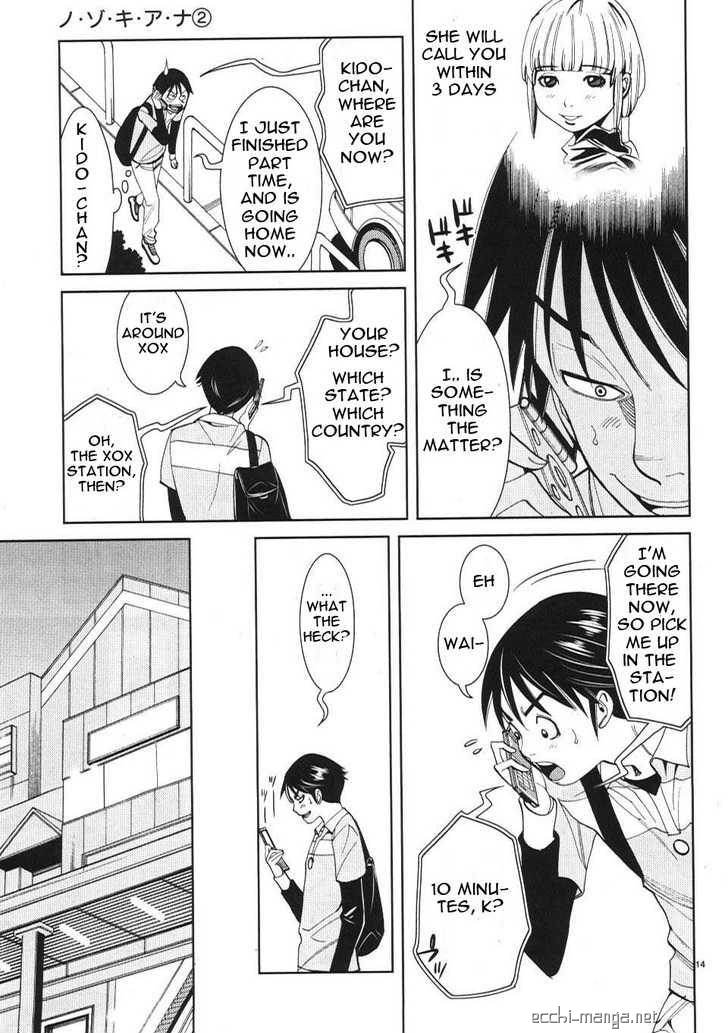 ノ・ゾ・キ・ア・ナ②
SHE WILL
CALL YOU
WITHIN
3 DAYS
ドキ
ドキ
I.. IS
SOME-
THING
THE
MATTER?
KIDO-
CHAN,
WHERE
ARE
YOU
NOW?
I JUST
FINISHED
PART
TIME,
AND IS
GOING
HOME
NOW..
KIDO-CHAN?
YOUR
HOUSE?
WHICH
STATE?
WHICH
COUNTRY?
IT'S
AROUND
XOX
OH,
THE XOX
STATION,
THEN?
I'M
GOING
THERE
NOW,
SO PICK
ME UP
IN THE
STA-
TION!
EH
WAI-
10 MINU-
TES, K?
...
WHAT
THE
HECK?
14
ecchi-manga.net